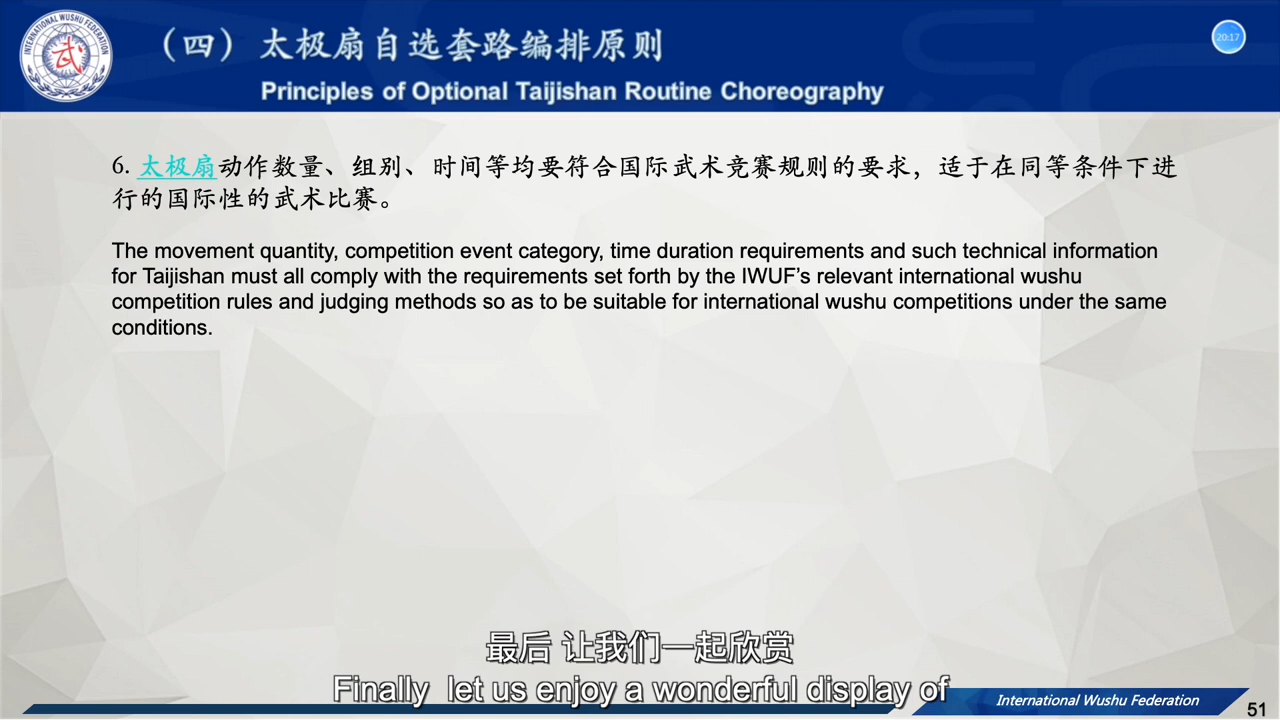 INTERNATIONAL WUSHU FEDERATION
武
（四）太极扇自选套路编排原则
Principles of Optional Taijishan Routine Choreography
20:17
6. 太极扇动作数量、组别、时间等均要符合国际武术竞赛规则的要求，适于在同等条件下进
行的国际性的武术比赛。
The movement quantity, competition event category, time duration requirements and such technical information
for Taijishan must all comply with the requirements set forth by the IWUF’s relevant international wushu
competition rules and judging methods so as to be suitable for international wushu competitions under the same
conditions.
最后 让我们一起欣赏
Finally let us enjoy a wonderful display of
International Wushu Federation
51